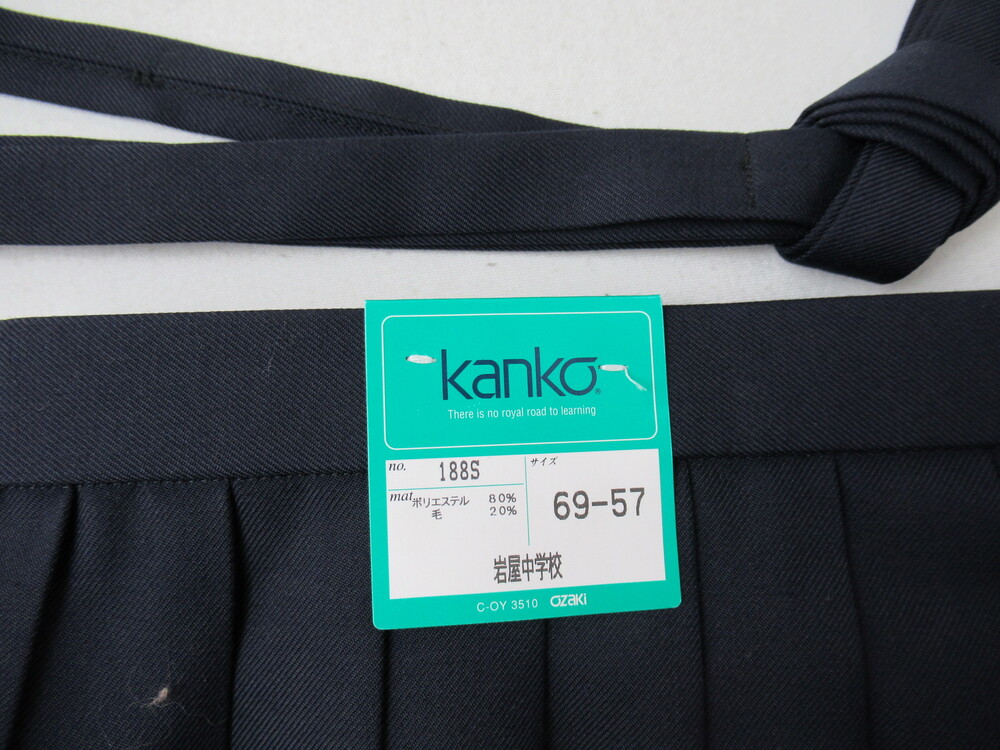 kanko®
There is no royal road to learning
no. 188S
サイズ
mat. ポリエステル 80%
毛 20%
69-57
岩屋中学校
C-OY 3510 OZAKI